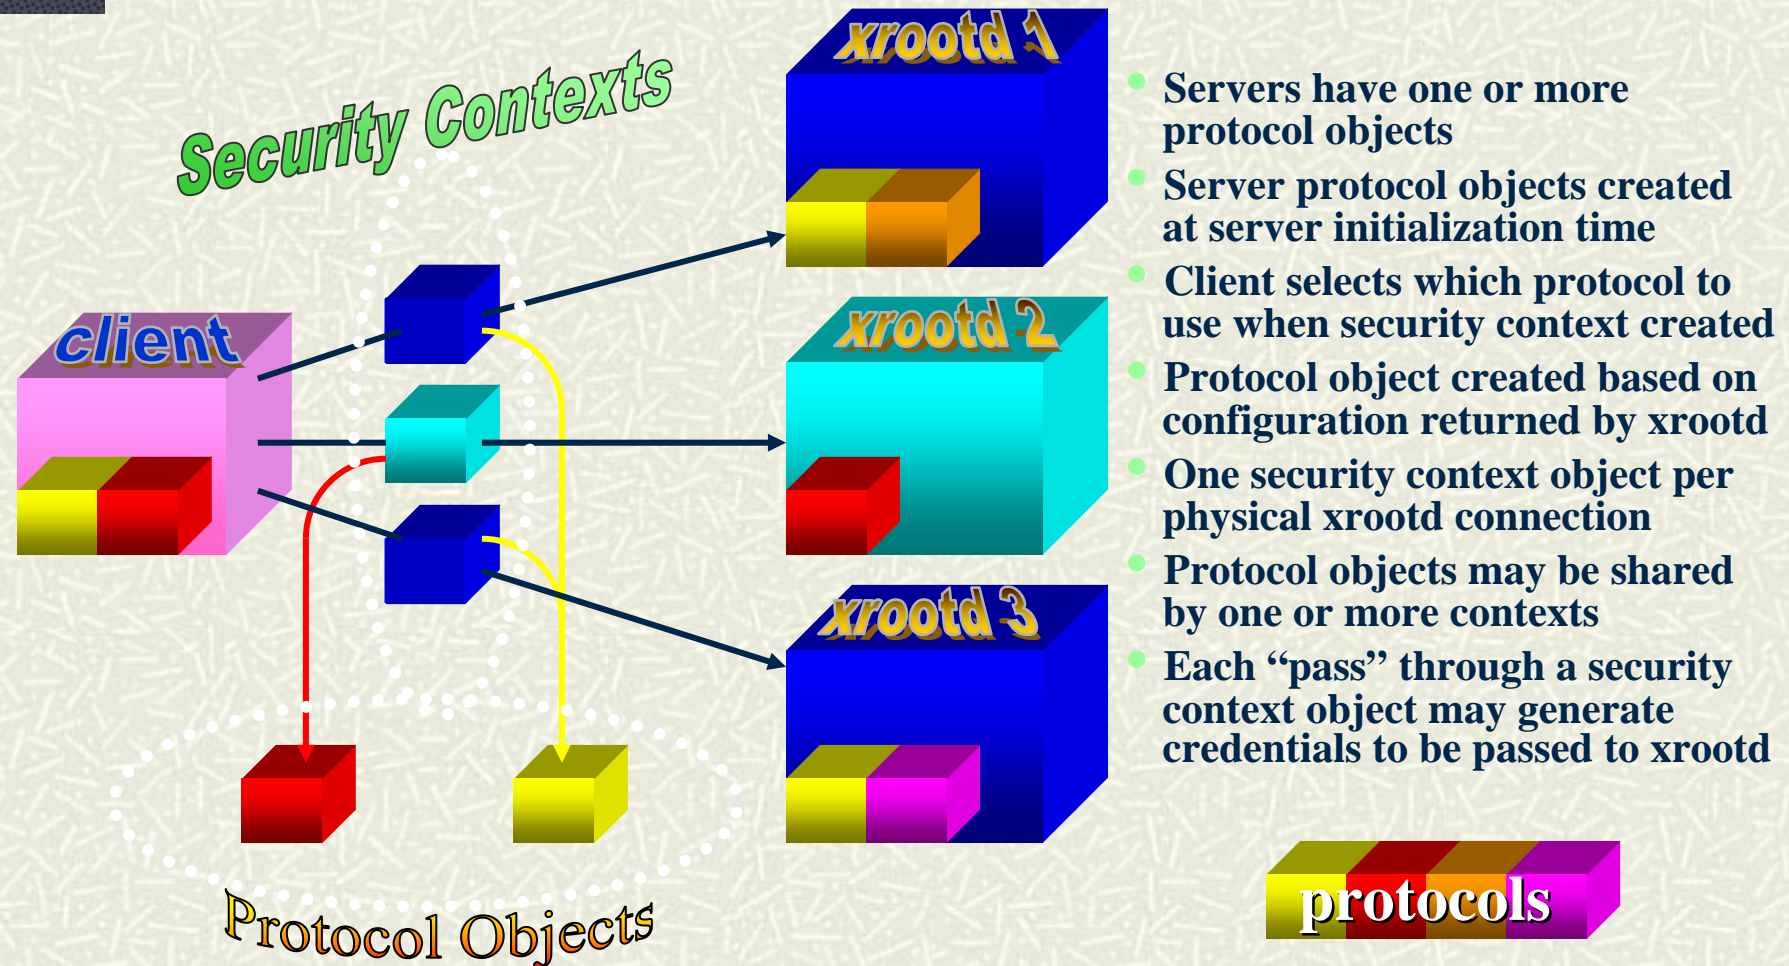 Security Contexts
client
xrootd 1
xrootd 2
xrootd 3
Protocol Objects
Servers have one or more
protocol objects
Server protocol objects created
at server initialization time
Client selects which protocol to
use when security context created
Protocol object created based on
configuration returned by xrootd
One security context object per
physical xrootd connection
Protocol objects may be shared
by one or more contexts
Each “pass” through a security
context object may generate
credentials to be passed to xrootd
protocols